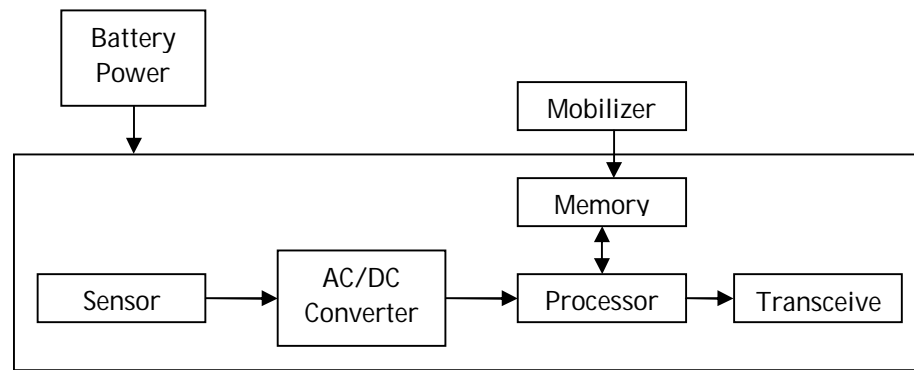 Battery
Power
Mobilizer
Memory
Sensor
AC/DC
Converter
Processor
Transceive